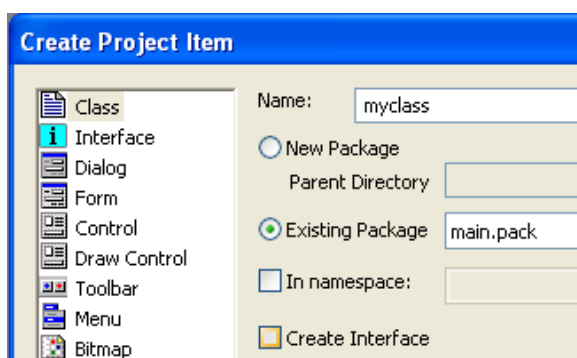 Create Project Item
Class
Interface
Dialog
Form
Control
Draw Control
Toolbar
Menu
Bitmap
Name: myclass
New Package
Parent Directory
Existing Package main.pack
In namespace:
Create Interface